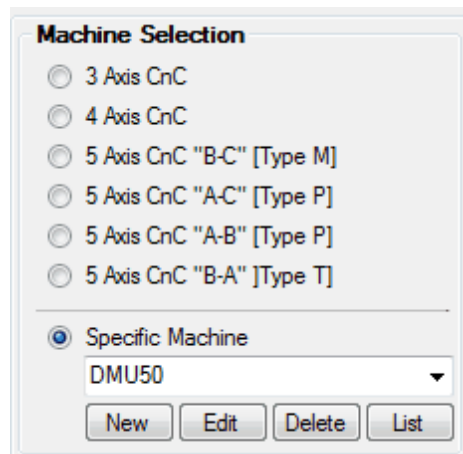 Machine Selection
3 Axis CnC
4 Axis CnC
5 Axis CnC "B-C" [Type M]
5 Axis CnC "A-C" [Type P]
5 Axis CnC "A-B" [Type P]
5 Axis CnC "B-A" ]Type T]
Specific Machine
DMU50
New Edit Delete List